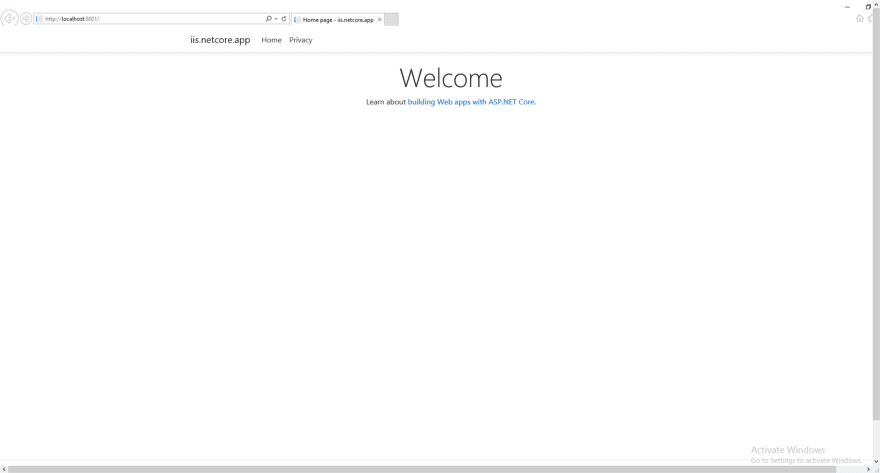 http://localhost:8001/
Home page - iis.netcore.app
iis.netcore.app Home Privacy
Welcome
Learn about building Web apps with ASP.NET Core.
Activate Windows
Go to Settings to activate Windows.